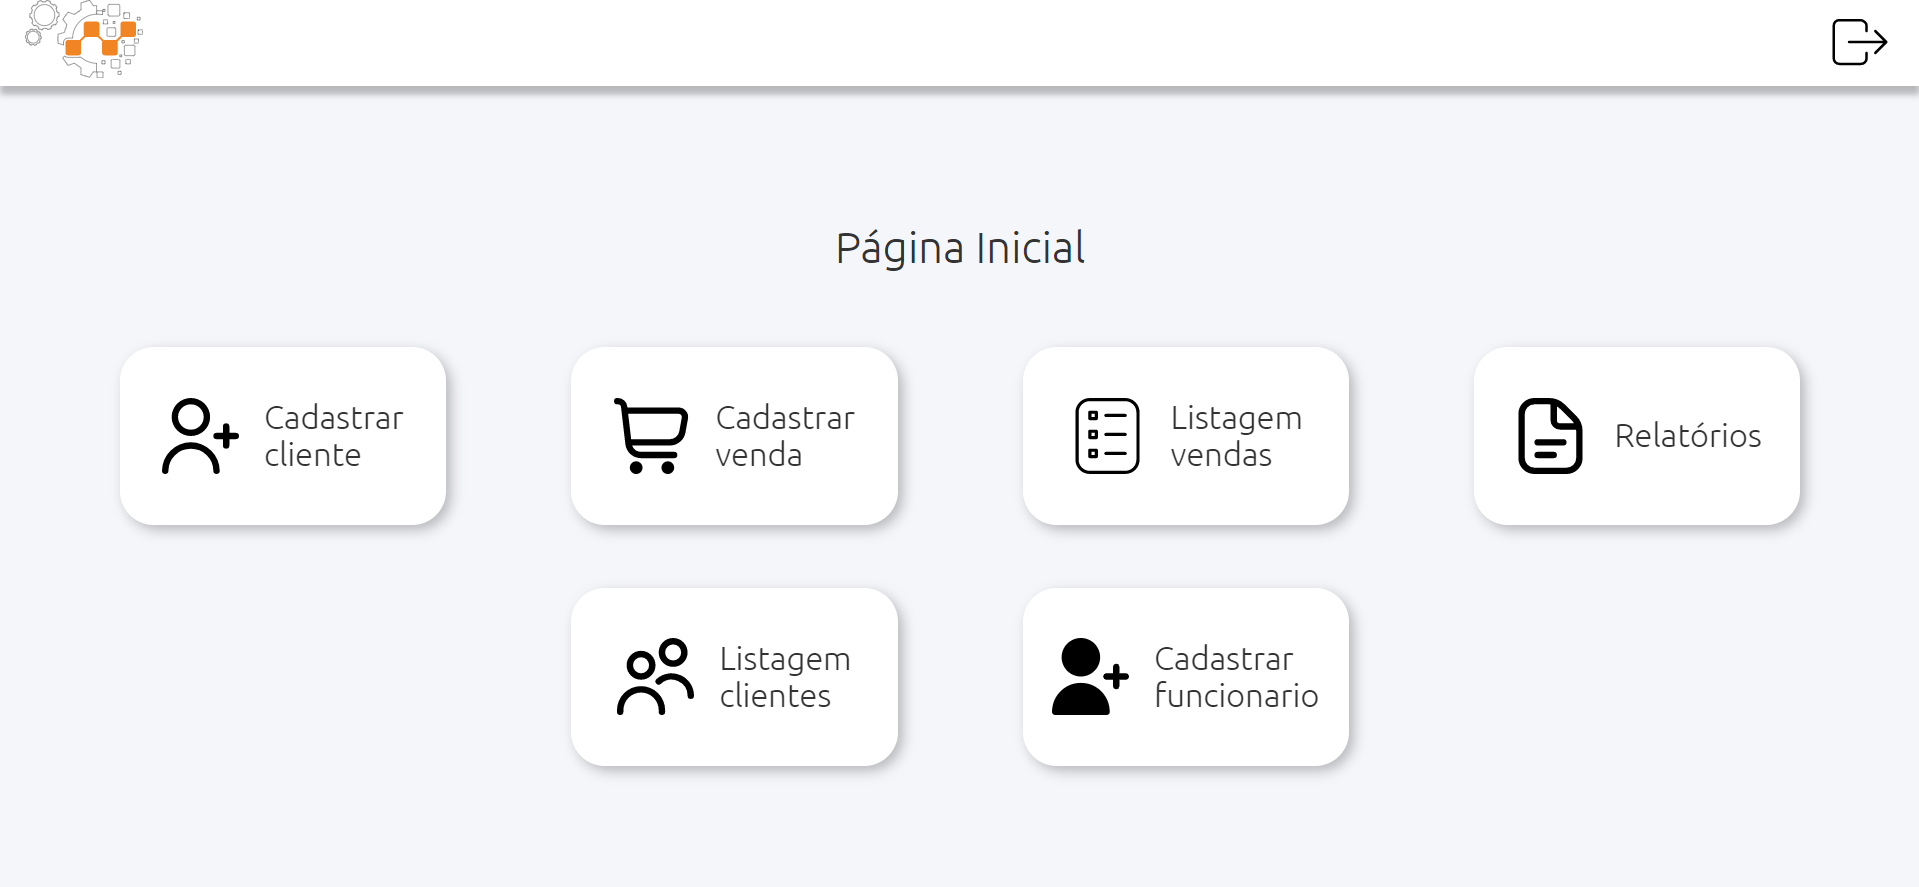 Página Inicial
Cadastrar
cliente
Cadastrar
venda
Listagem
vendas
Relatórios
Listagem
clientes
Cadastrar
funcionario